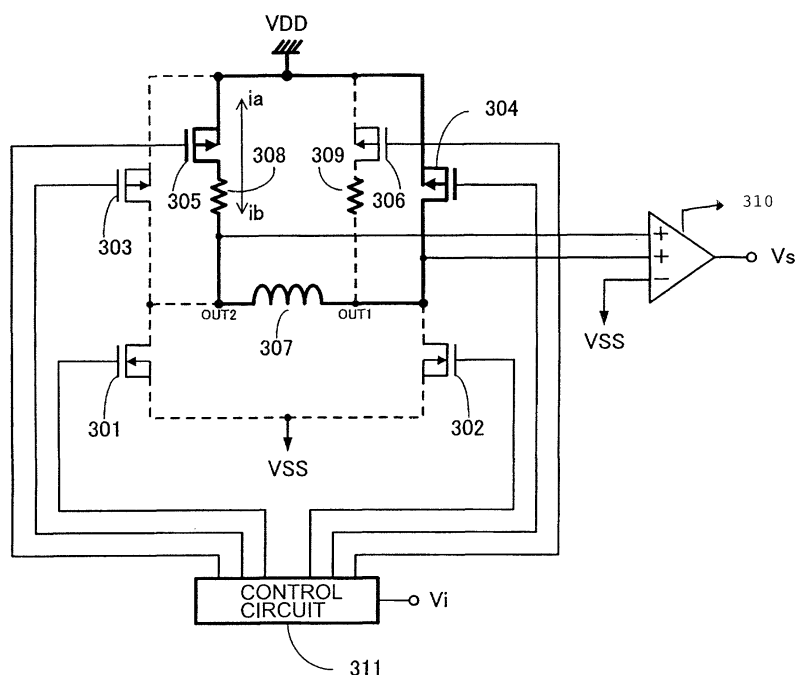 VDD
ia
304
308
309
305
ib
306
310
303
+
+
−
Vs
OUT2
OUT1
307
VSS
301
302
VSS
CONTROL
CIRCUIT
Vi
311